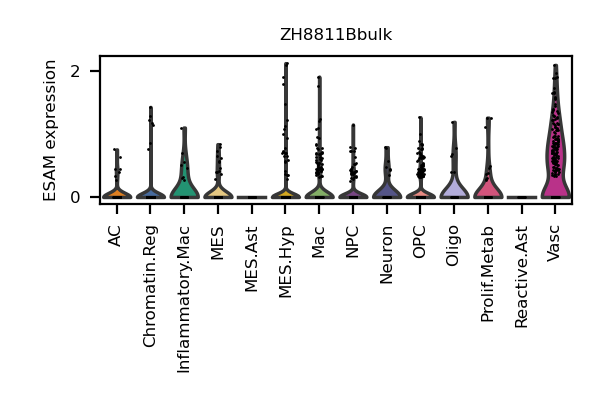 ZH8811Bbulk
ESAM expression
2
0
AC
Chromatin.Reg
Inflammatory.Mac
MES
MES.Ast
MES.Hyp
Mac
NPC
Neuron
OPC
Oligo
Prolif.Metab
Reactive.Ast
Vasc